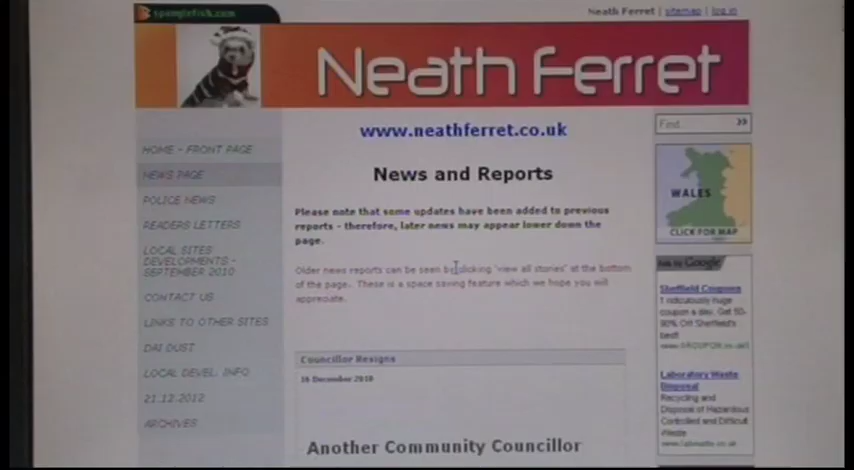 spanglefish.com
Neath Ferret | sitemap | log in
Neath Ferret
HOME - FRONT PAGE
NEWS PAGE
POLICE NEWS
READERS LETTERS
LOCAL SITES
DEVELOPMENTS -
SEPTEMBER 2010
CONTACT US
LINKS TO OTHER SITES
DAI DUST
LOCAL DEVEL. INFO
21.12.2012
ARCHIVES
www.neathferret.co.uk
News and Reports
Please note that some updates have been added to previous
reports - therefore, later news may appear lower down the
page.
Older news reports can be seen by clicking "view all stories" at the bottom
of the page. These is a space saving feature which we hope you will
appreciate.
Councillor Resigns
16 December 2010
Another Community Councillor
Find
WALES
CLICK FOR MAP
Ads by Google
Sheffield Coupons
1 ridiculously huge
coupon a day. Get 50-
90% Off Sheffield's
best!
www.GROUPON.co.uk/
Laboratory Waste
Disposal
Recycling and
Disposal of Hazardous
Controlled and Difficult
Waste